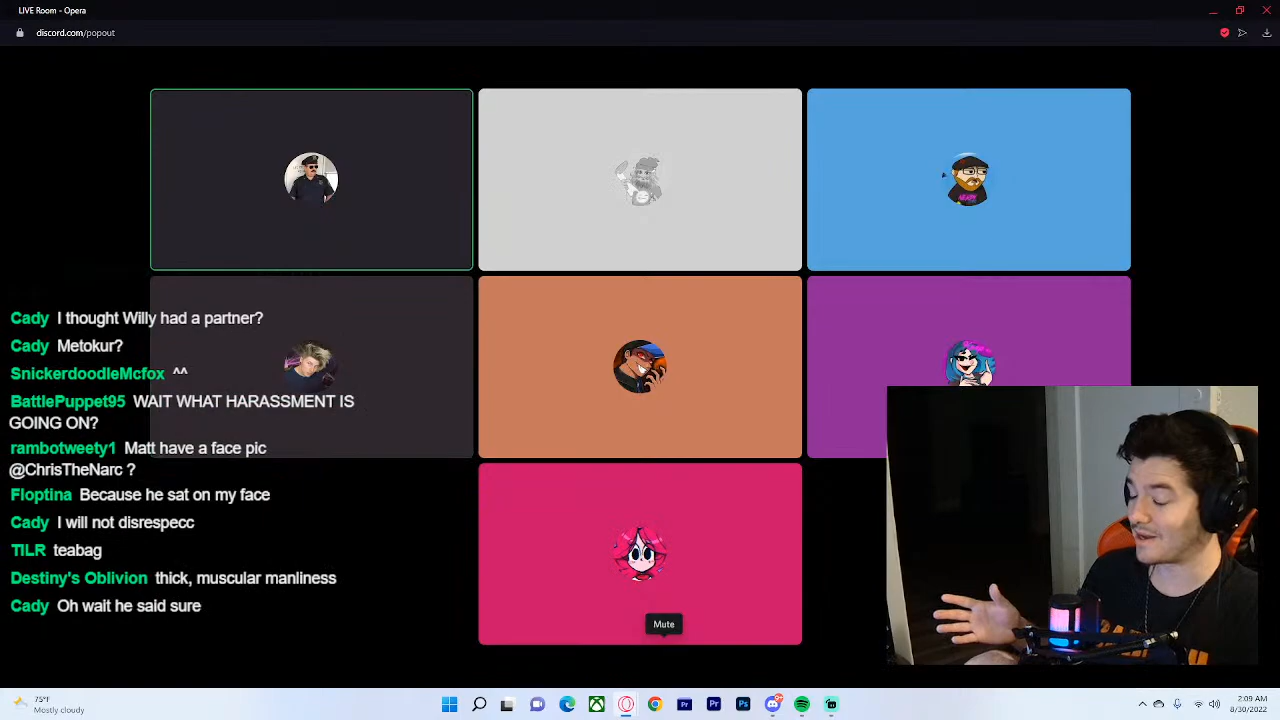 LIVE Room - Opera
discord.com/popout
Cady I thought Willy had a partner?
Cady Metokur?
SnickerdoodleMcfox ^^
BattlePuppet95 WAIT WHAT HARASSMENT IS
GOING ON?
rambotweety1 Matt have a face pic
@ChrisTheNarc ?
Floptina Because he sat on my face
Cady I will not disrespecc
TILR teabag
Destiny's Oblivion thick, muscular manliness
Cady Oh wait he said sure
Mute
75°F
Mostly cloudy
Pr
Pr
Ps
2:09 AM
8/30/2022